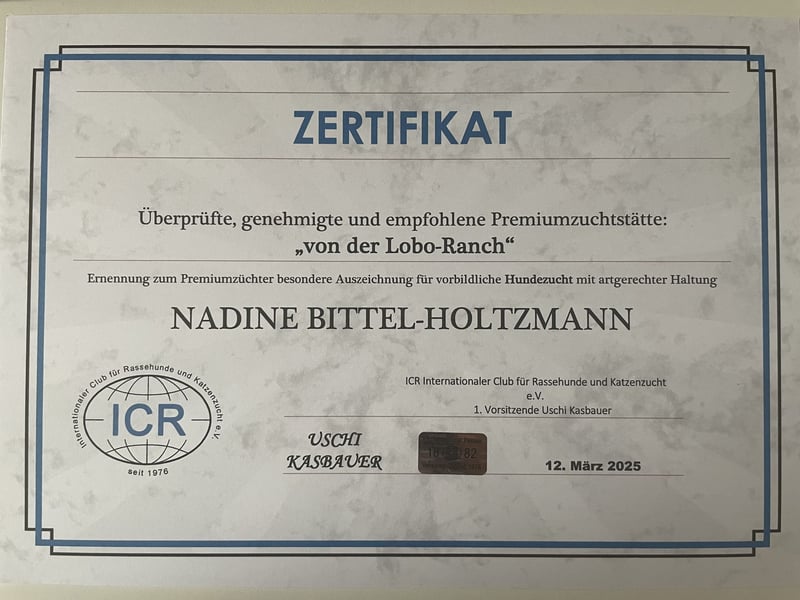 ZERTIFIKAT
Überprüfte, genehmigte und empfohlene Premiumzuchtstätte:
„von der Lobo-Ranch“
Ernennung zum Premiumzüchter besondere Auszeichnung für vorbildliche Hundezucht mit artgerechter Haltung
NADINE BITTEL-HOLTZMANN
Internationaler Club für Rassehunde und Katzenzucht e.V.
ICR
seit 1976
ICR Internationaler Club für Rassehunde und Katzenzucht
e.V.
1. Vorsitzende Uschi Kasbauer
USCHI
KASBAUER
12. März 2025